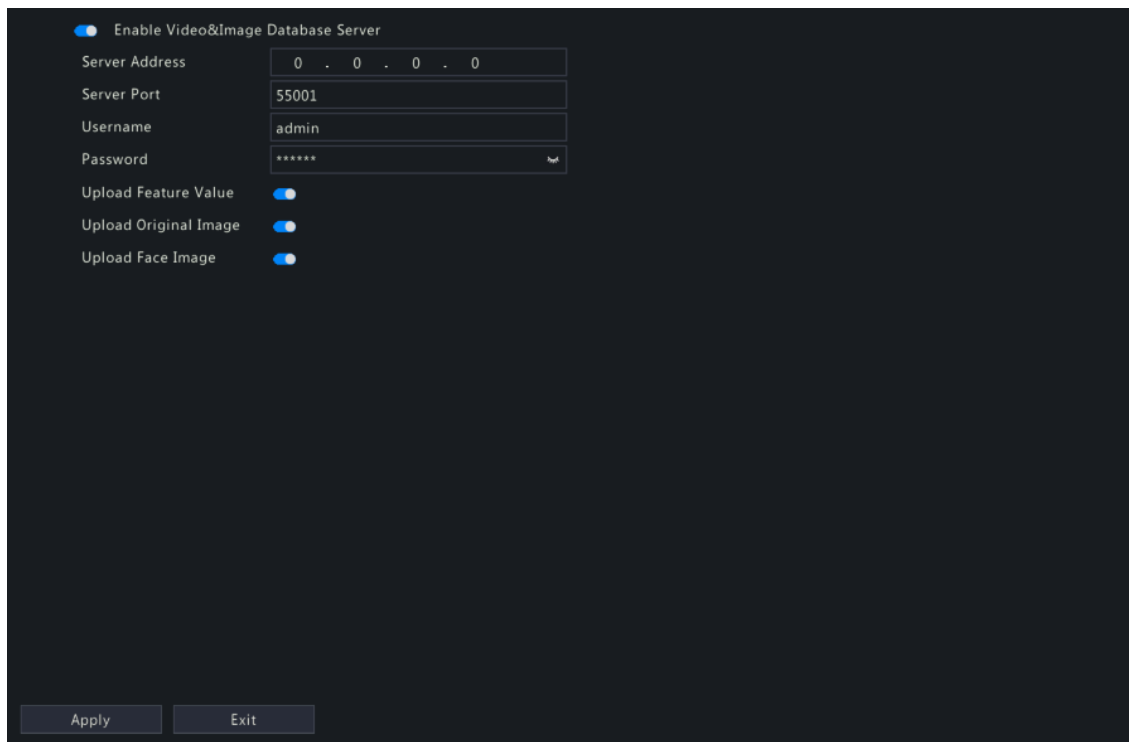 Enable Video&Image Database Server
Server Address 0 . 0 . 0 . 0
Server Port 55001
Username admin
Password ******
Upload Feature Value
Upload Original Image
Upload Face Image
Apply Exit